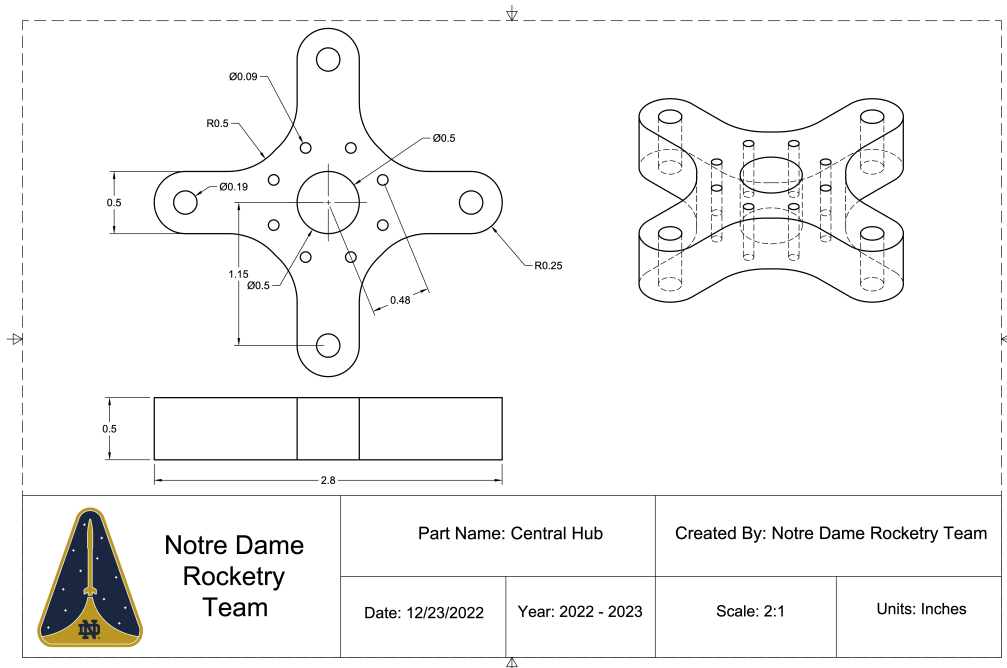 Ø0.09
R0.5
Ø0.5
Ø0.19
0.5
1.15
Ø0.5
R0.25
0.48
0.5
2.8
Notre Dame
Rocketry
Team
Part Name: Central Hub
Created By: Notre Dame Rocketry Team
Date: 12/23/2022
Year: 2022 - 2023
Scale: 2:1
Units: Inches
ND